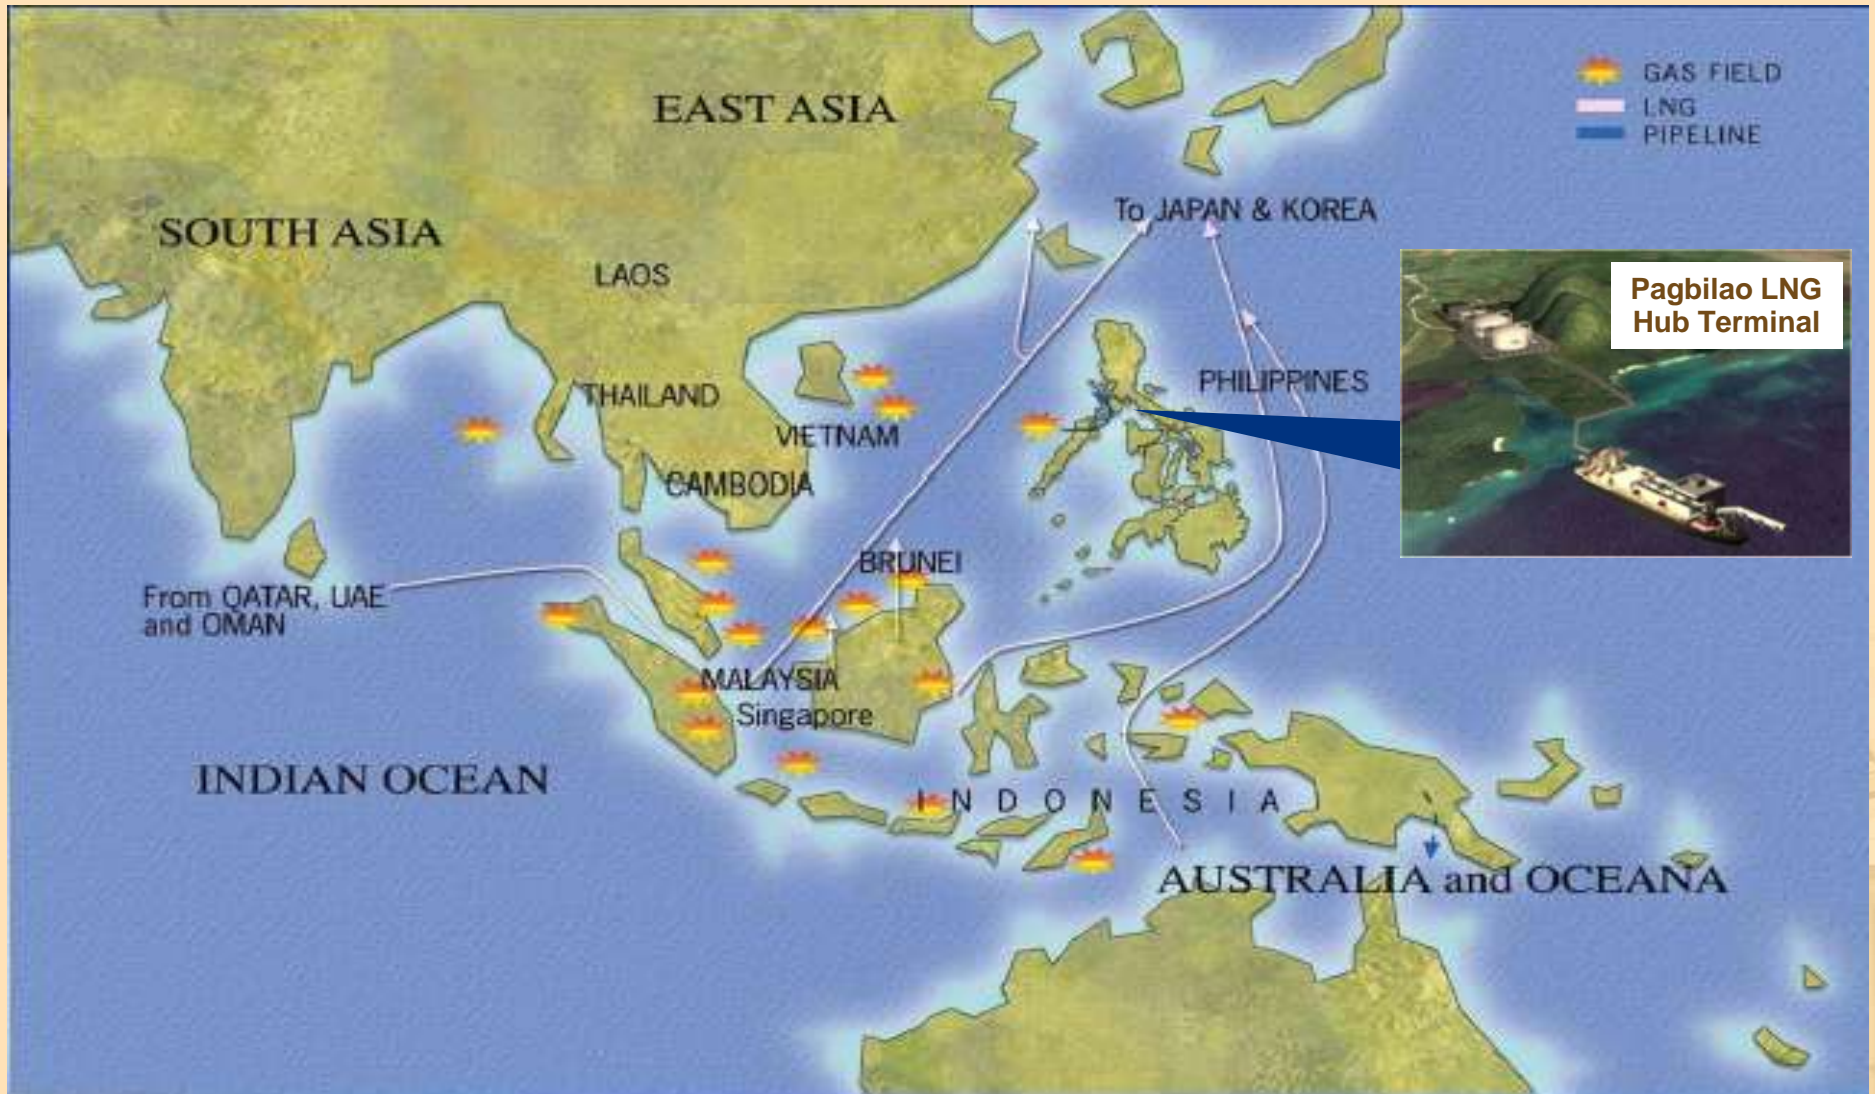 EAST ASIA
GAS FIELD
LNG
PIPELINE
SOUTH ASIA
To JAPAN & KOREA
LAOS
Pagbilao LNG
Hub Terminal
THAILAND
PHILIPPINES
VIETNAM
CAMBODIA
BRUNEI
From QATAR, UAE
and OMAN
MALAYSIA
Singapore
INDIAN OCEAN
INDONESIA
AUSTRALIA and OCEANA